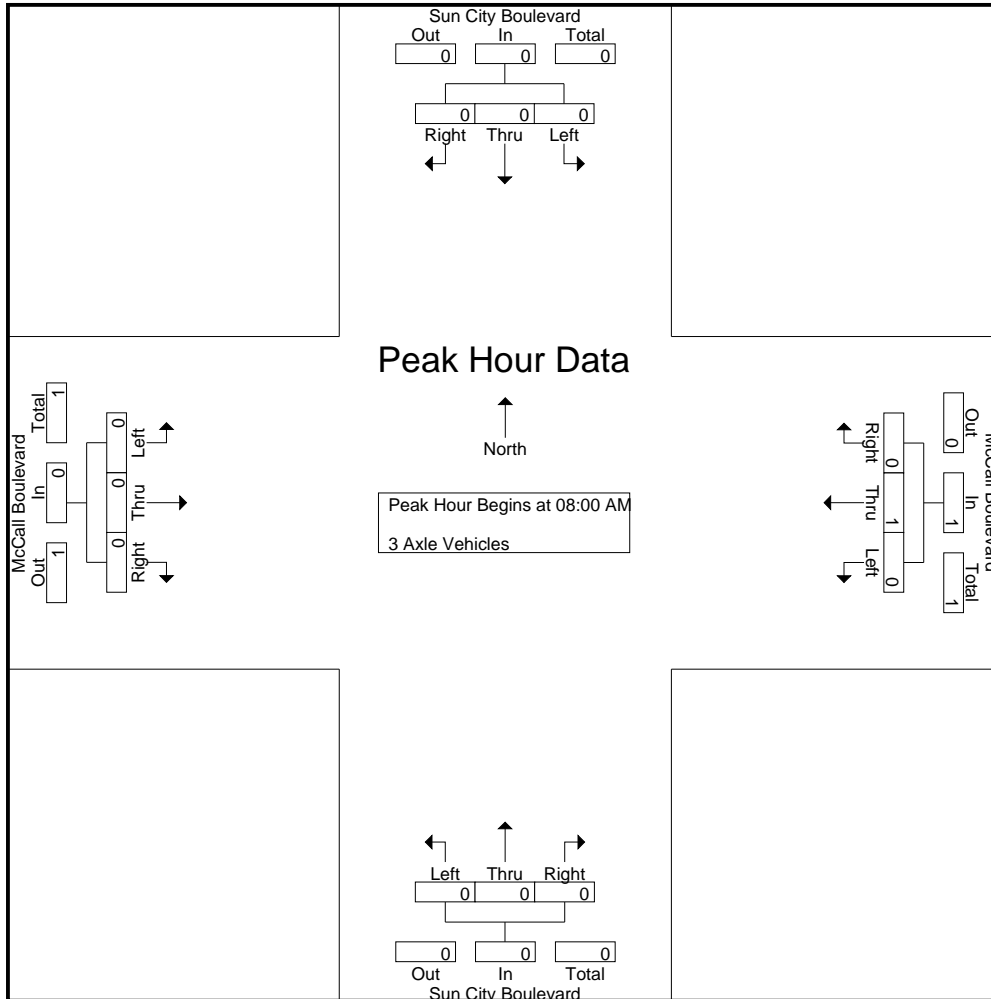 Sun City Boulevard
Out In Total
0 0 0
0 0 0
Right Thru Left
Peak Hour Data
North
Peak Hour Begins at 08:00 AM
3 Axle Vehicles
McCall Boulevard
Out In Total
1 0 1
Left Thru Right
0 0 0
McCall Boulevard
Out In Total
0 1 1
Right Thru Left
0 1 0
Left Thru Right
0 0 0
0 0 0
Out In Total
Sun City Boulevard